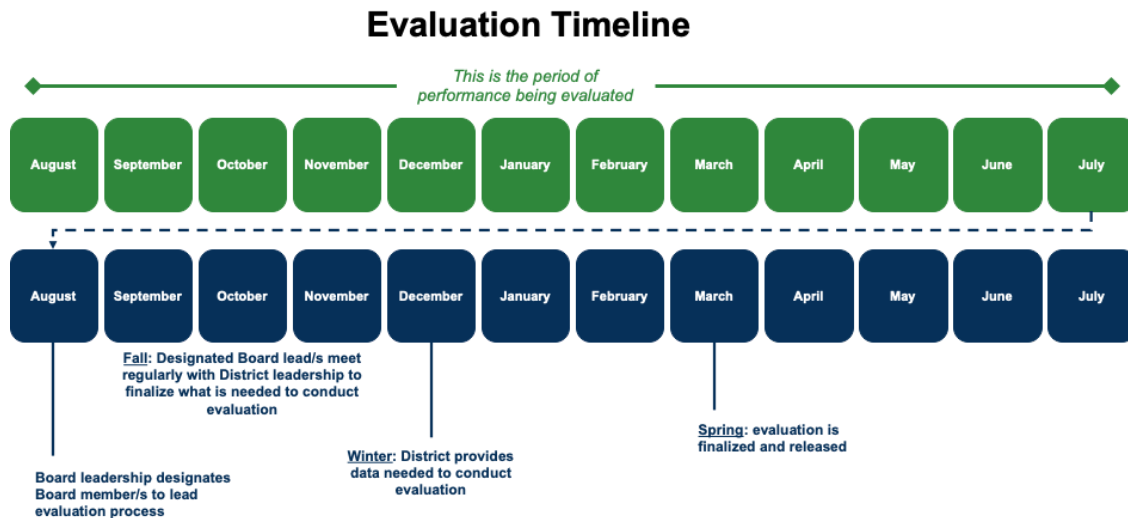 Evaluation Timeline
This is the period of
performance being evaluated
August September October November December January February March April May June July
August September October November December January February March April May June July
Fall: Designated Board lead/s meet
regularly with District leadership to
finalize what is needed to conduct
evaluation
Spring: evaluation is
finalized and released
Winter: District provides
data needed to conduct
evaluation
Board leadership designates
Board member/s to lead
evaluation process